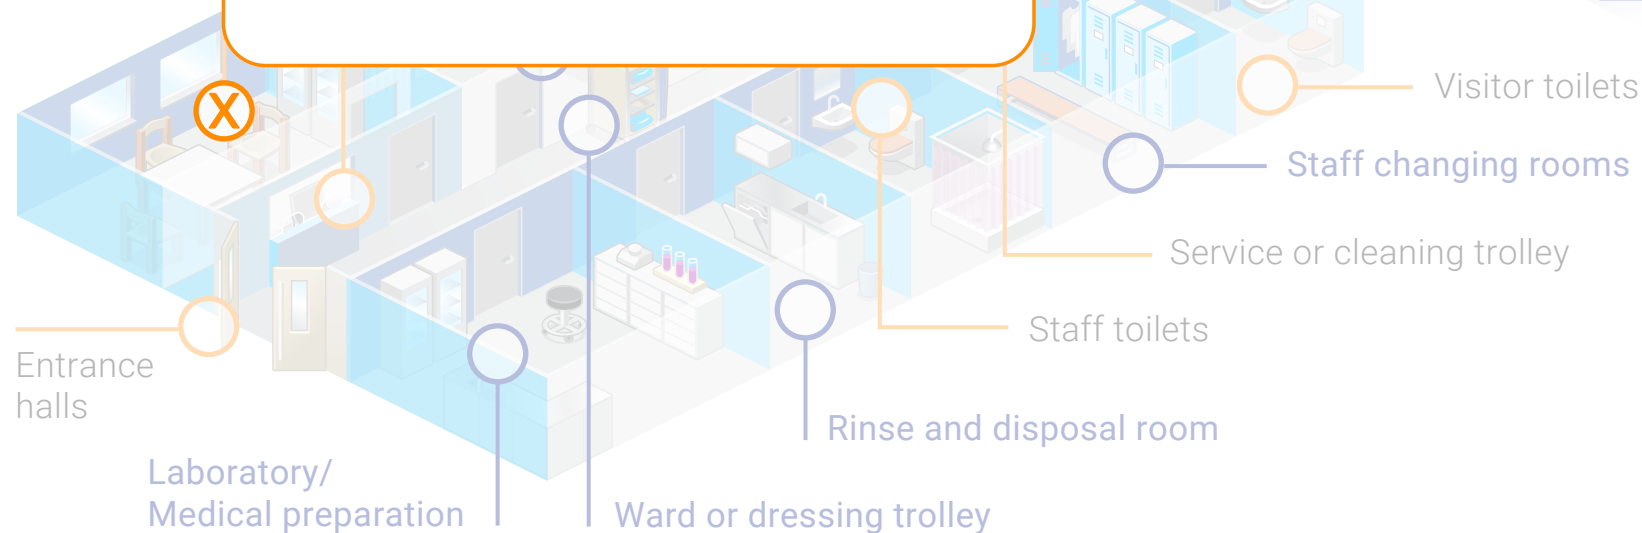 X
Visitor toilets
Staff changing rooms
Service or cleaning trolley
Staff toilets
Entrance
halls
Rinse and disposal room
Laboratory/
Medical preparation
Ward or dressing trolley